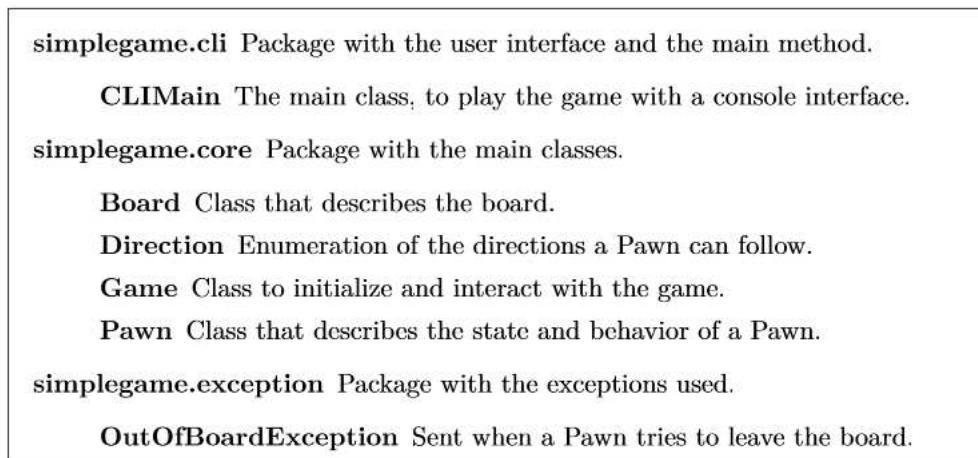 simplegame.cli Package with the user interface and the main method.
CLIMain The main class, to play the game with a console interface.
simplegame.core Package with the main classes.
Board Class that describes the board.
Direction Enumeration of the directions a Pawn can follow.
Game Class to initialize and interact with the game.
Pawn Class that describes the state and behavior of a Pawn.
simplegame.exception Package with the exceptions used.
OutOfBoardException Sent when a Pawn tries to leave the board.